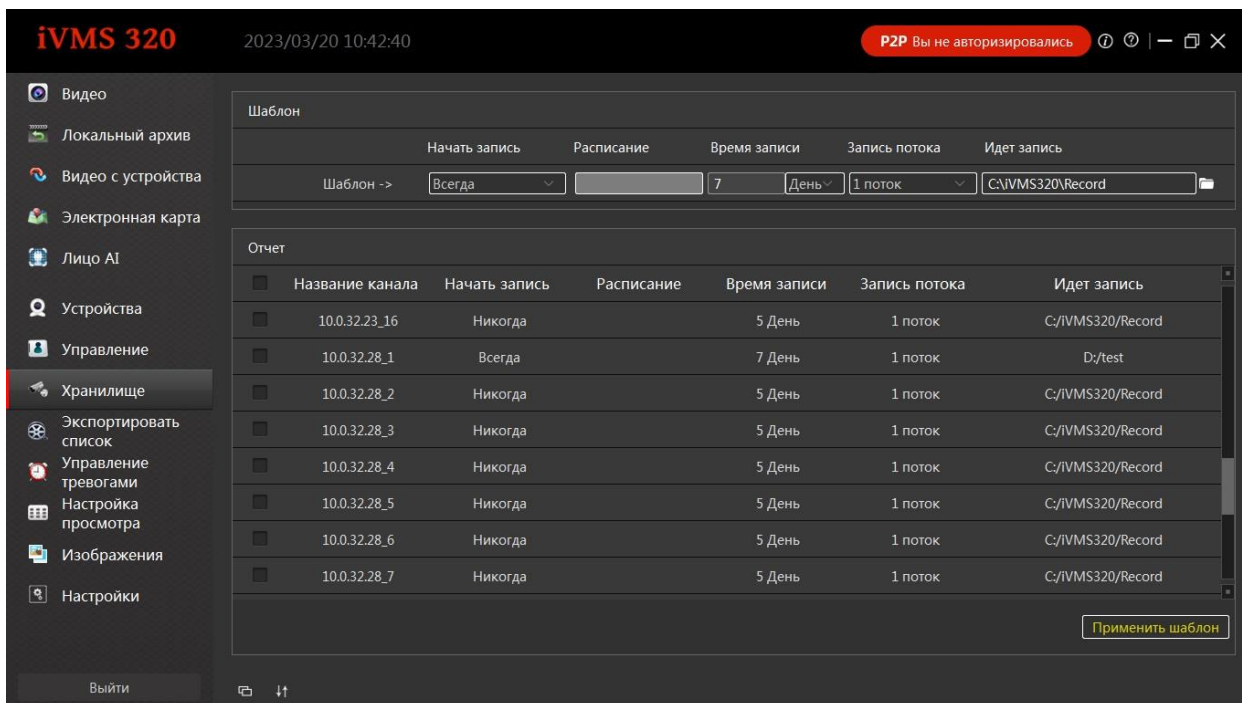 iVMS 320
2023/03/20 10:42:40
P2P Вы не авторизировались
Видео
Локальный архив
Видео с устройства
Электронная карта
Лицо AI
Устройства
Управление
Хранилище
Экспортировать
список
Управление
тревогами
Настройка
просмотра
Изображения
Настройки
Выйти
Шаблон
Начать запись Расписание Время записи Запись потока Идет запись
Шаблон -> Всегда 7 День 1 поток C:\iVMS320\Record
Отчет
Название канала Начать запись Расписание Время записи Запись потока Идет запись
10.0.32.23_16 Никогда 5 День 1 поток C:/iVMS320/Record
10.0.32.28_1 Всегда 7 День 1 поток D:/test
10.0.32.28_2 Никогда 5 День 1 поток C:/iVMS320/Record
10.0.32.28_3 Никогда 5 День 1 поток C:/iVMS320/Record
10.0.32.28_4 Никогда 5 День 1 поток C:/iVMS320/Record
10.0.32.28_5 Никогда 5 День 1 поток C:/iVMS320/Record
10.0.32.28_6 Никогда 5 День 1 поток C:/iVMS320/Record
10.0.32.28_7 Никогда 5 День 1 поток C:/iVMS320/Record
Применить шаблон